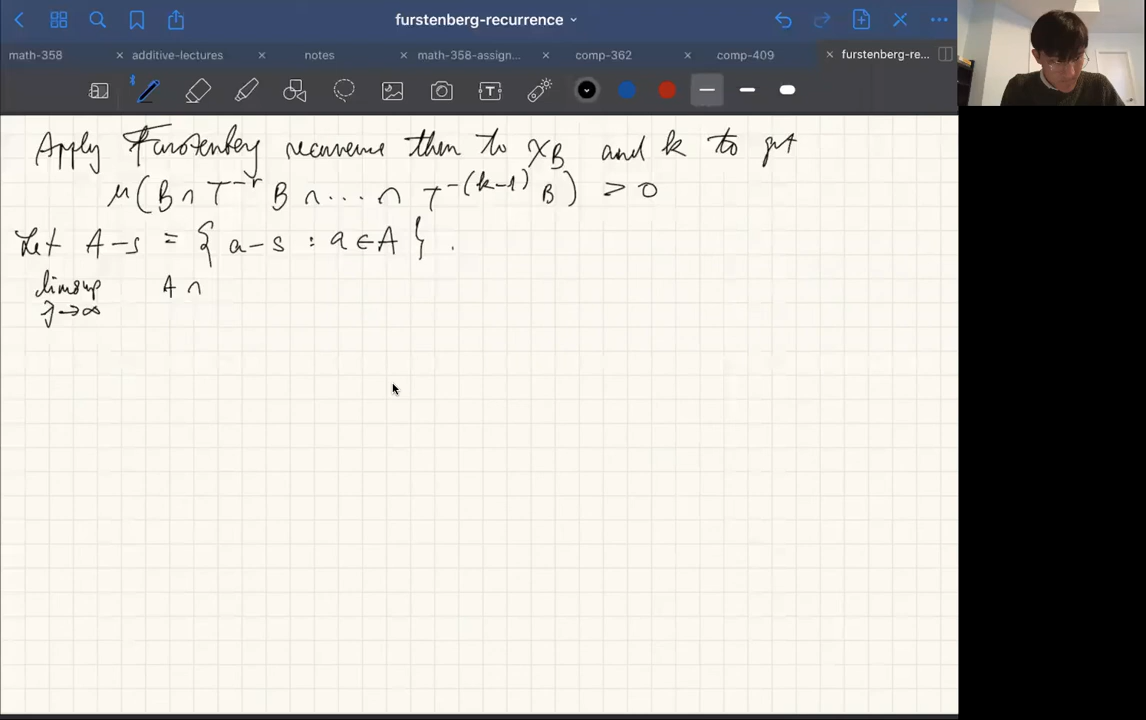 furstenberg-recurrence
math-358
additive-lectures
notes
math-358-assign...
comp-362
comp-409
furstenberg-re...
Apply Furstenberg recurrence then to χ_B and k to get
μ(B ∩ T^{-r} B ∩ ... ∩ T^{-(k-1)} B) > 0
Let A-s = { a-s : a ∈ A } .
limsup A ∩
j→∞